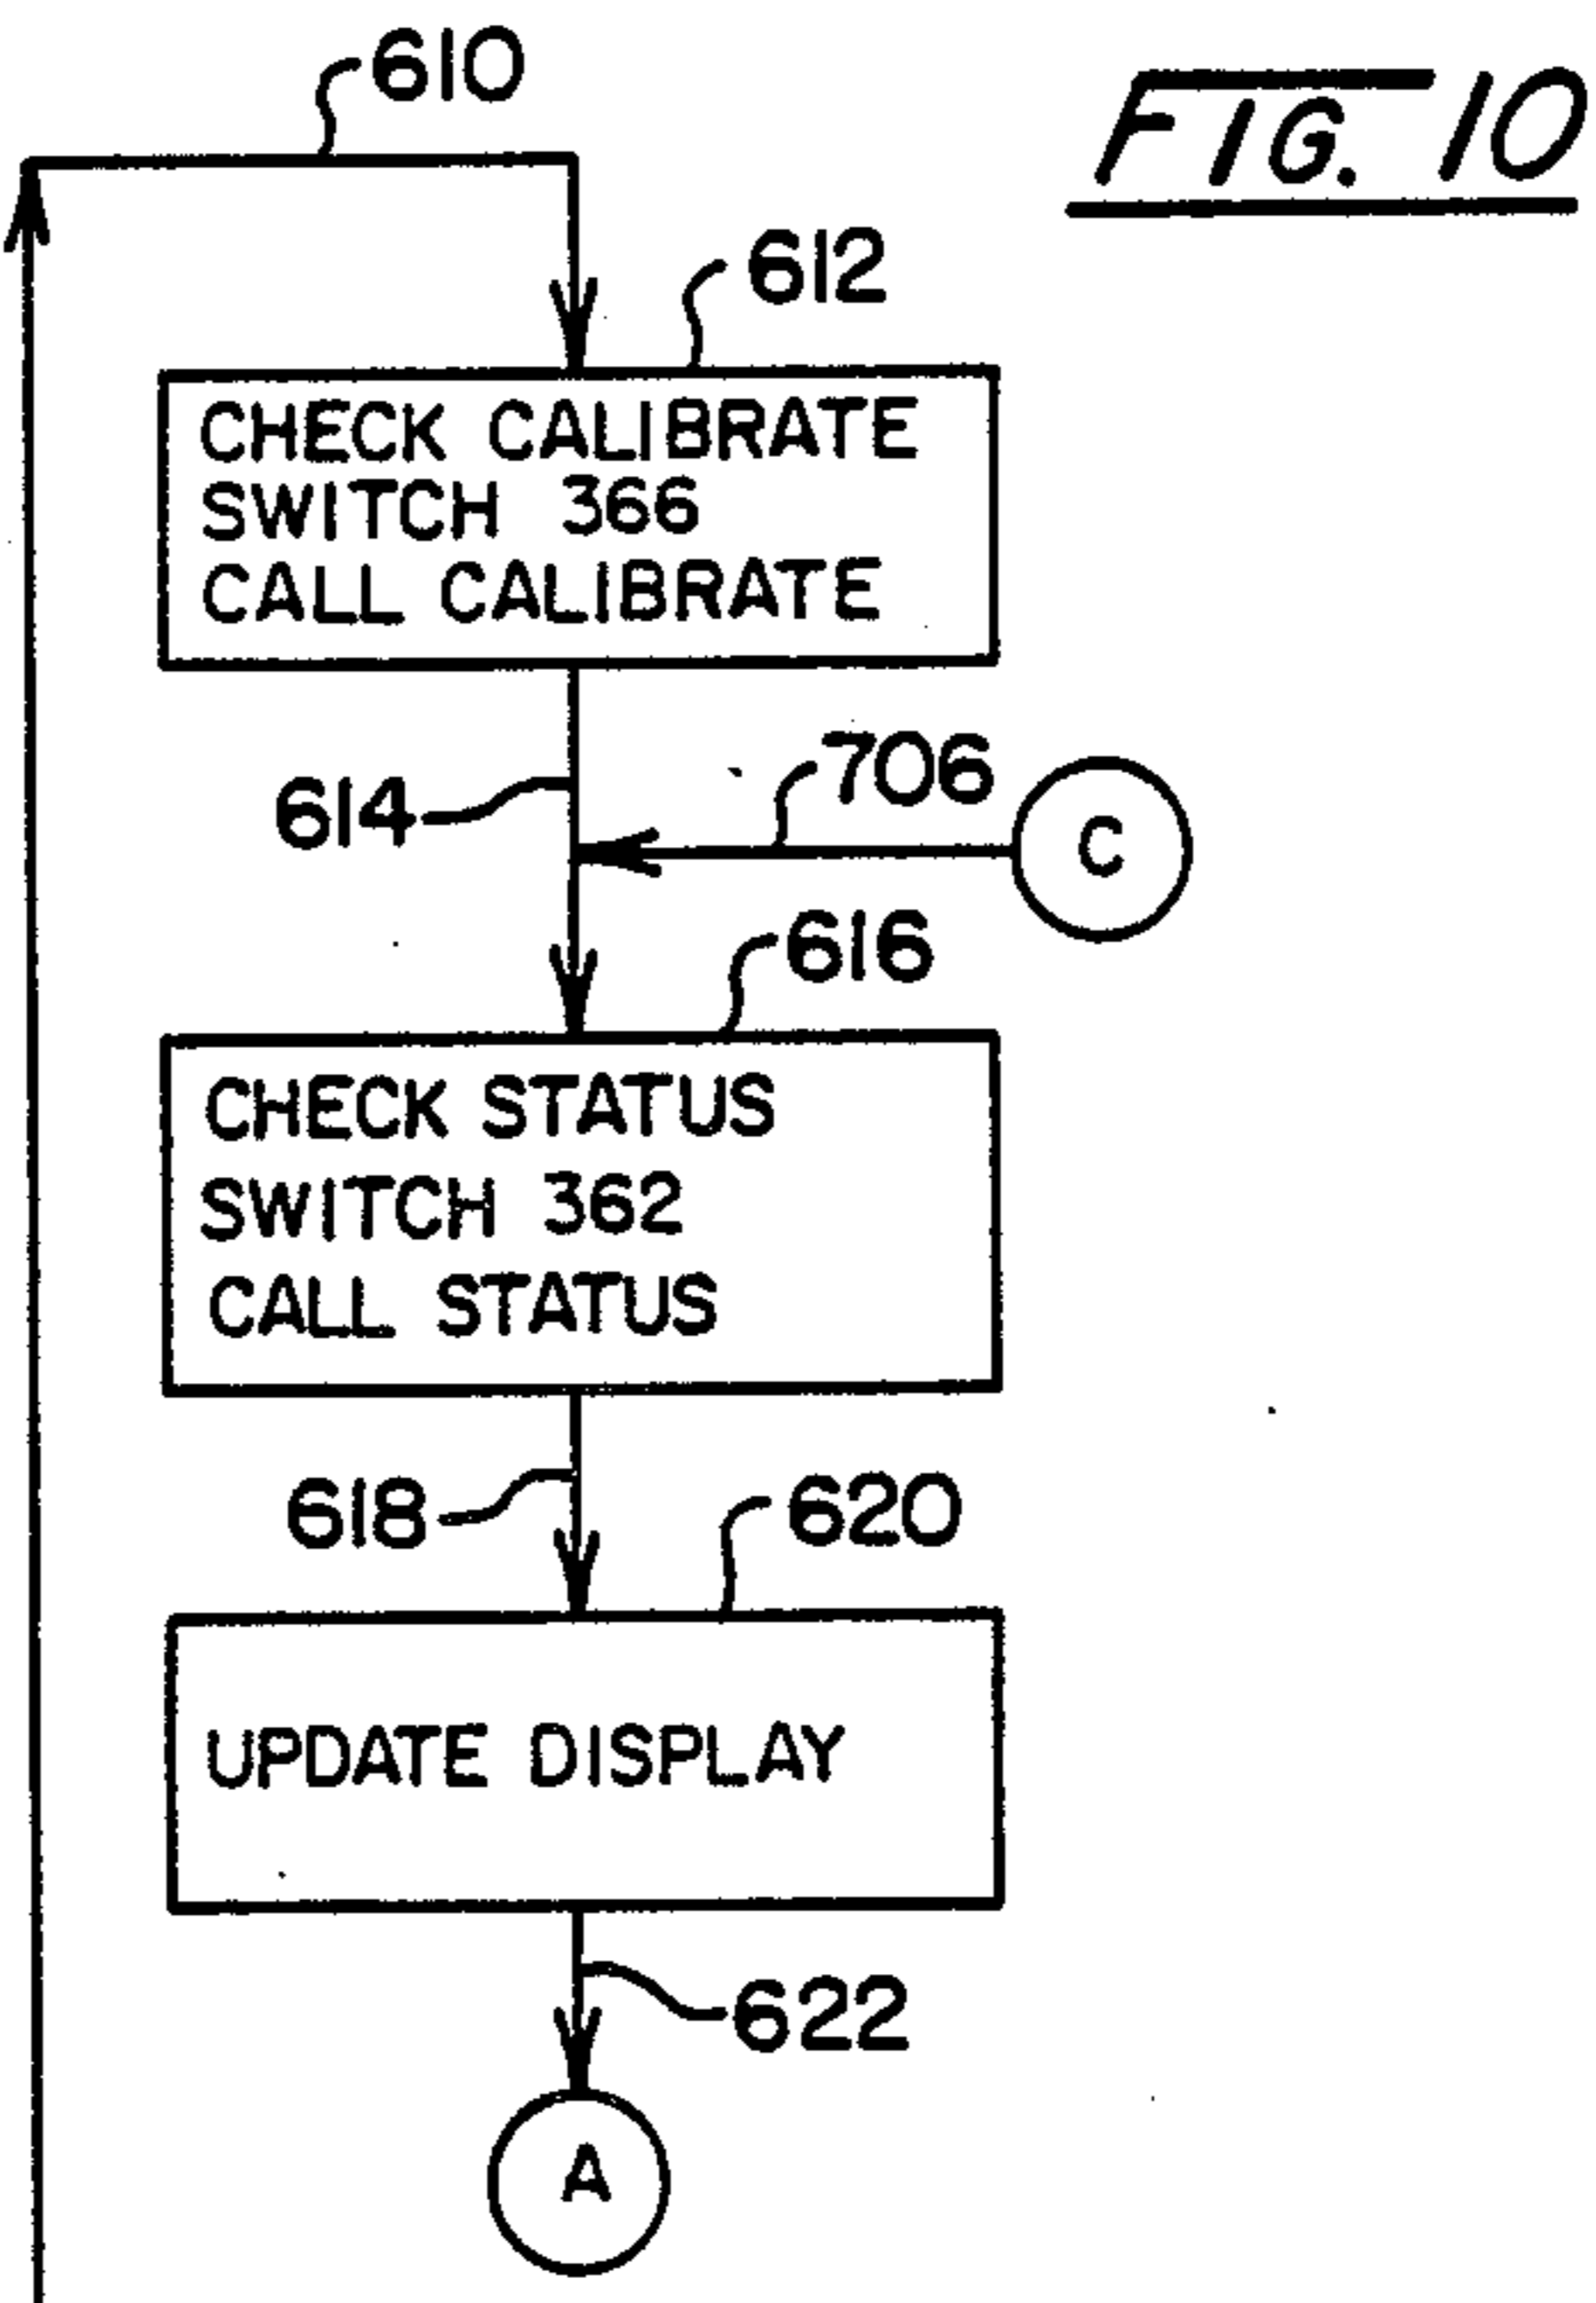 610
FIG. 10
612
CHECK CALIBRATE
SWITCH 366
CALL CALIBRATE
706
614
C
616
CHECK STATUS
SWITCH 362
CALL STATUS
618
620
UPDATE DISPLAY
622
A